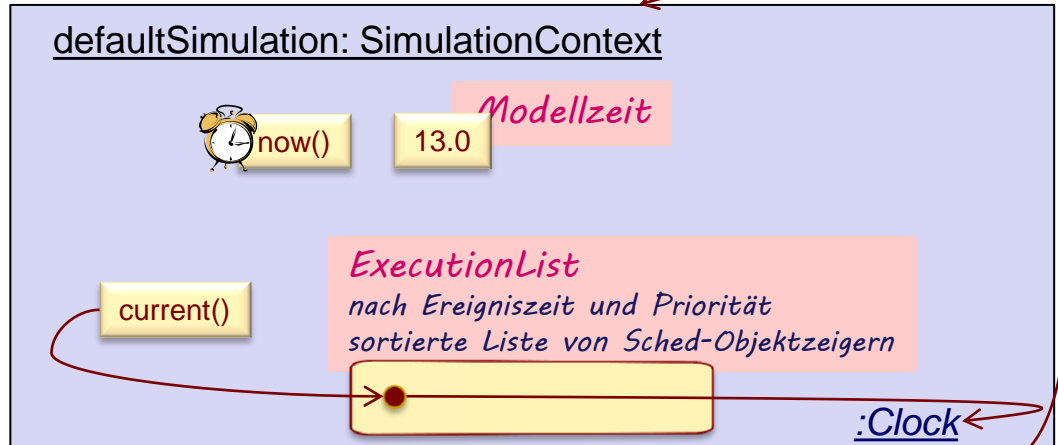 defaultSimulation: SimulationContext
Modellzeit
now()
13.0
ExecutionList
nach Ereigniszeit und Priorität
sortierte Liste von Sched-Objektzeigern
current()
:Clock